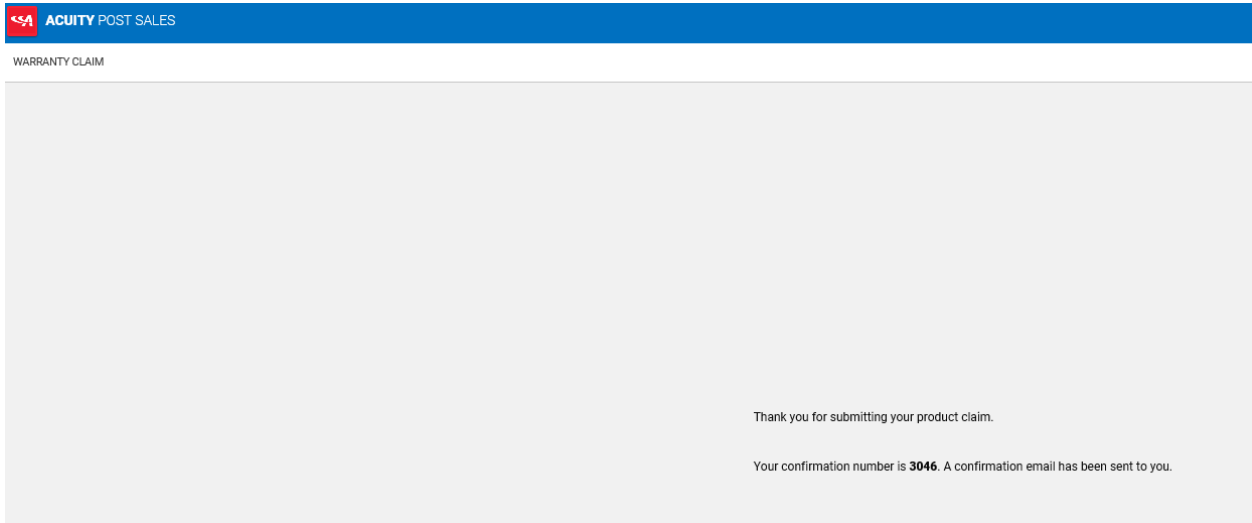 ACUITY POST SALES
WARRANTY CLAIM
Thank you for submitting your product claim.
Your confirmation number is 3046. A confirmation email has been sent to you.